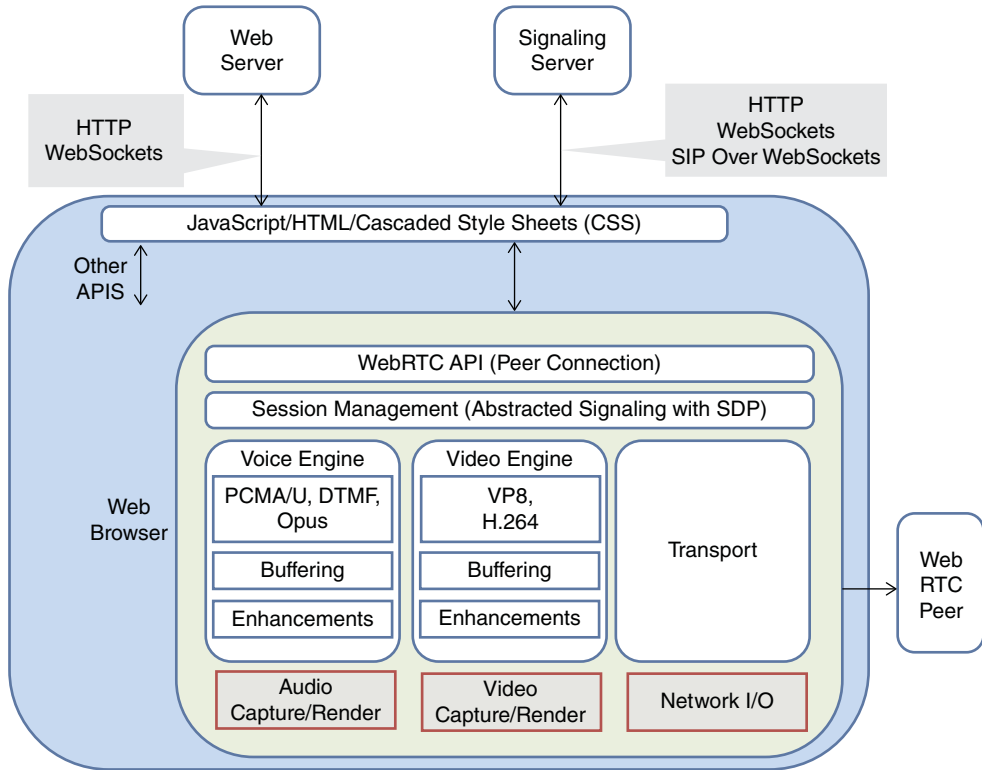 Web
Server
Signaling
Server
HTTP
WebSockets
HTTP
WebSockets
SIP Over WebSockets
JavaScript/HTML/Cascaded Style Sheets (CSS)
Other
APIS
WebRTC API (Peer Connection)
Session Management (Abstracted Signaling with SDP)
Web
Browser
Voice Engine
PCMA/U, DTMF,
Opus
Buffering
Enhancements
Video Engine
VP8,
H.264
Buffering
Enhancements
Transport
Web
RTC
Peer
Audio
Capture/Render
Video
Capture/Render
Network I/O